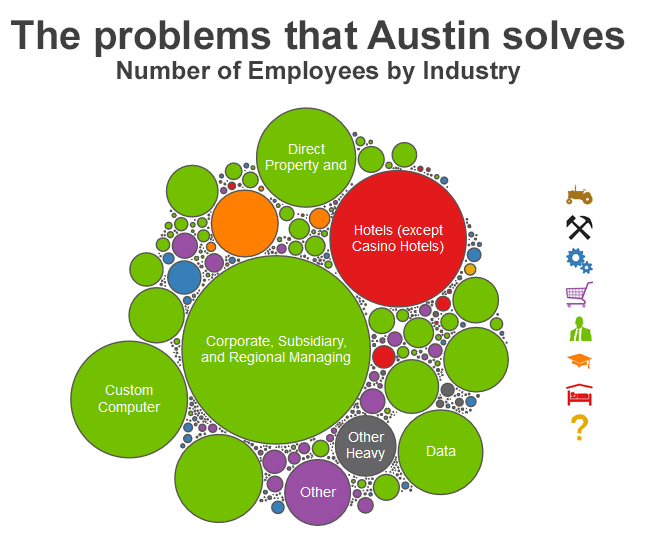 The problems that Austin solves
Number of Employees by Industry
Direct
Property and
Hotels (except
Casino Hotels)
Corporate, Subsidiary,
and Regional Managing
Custom
Computer
Other
Heavy
Data
Other
?